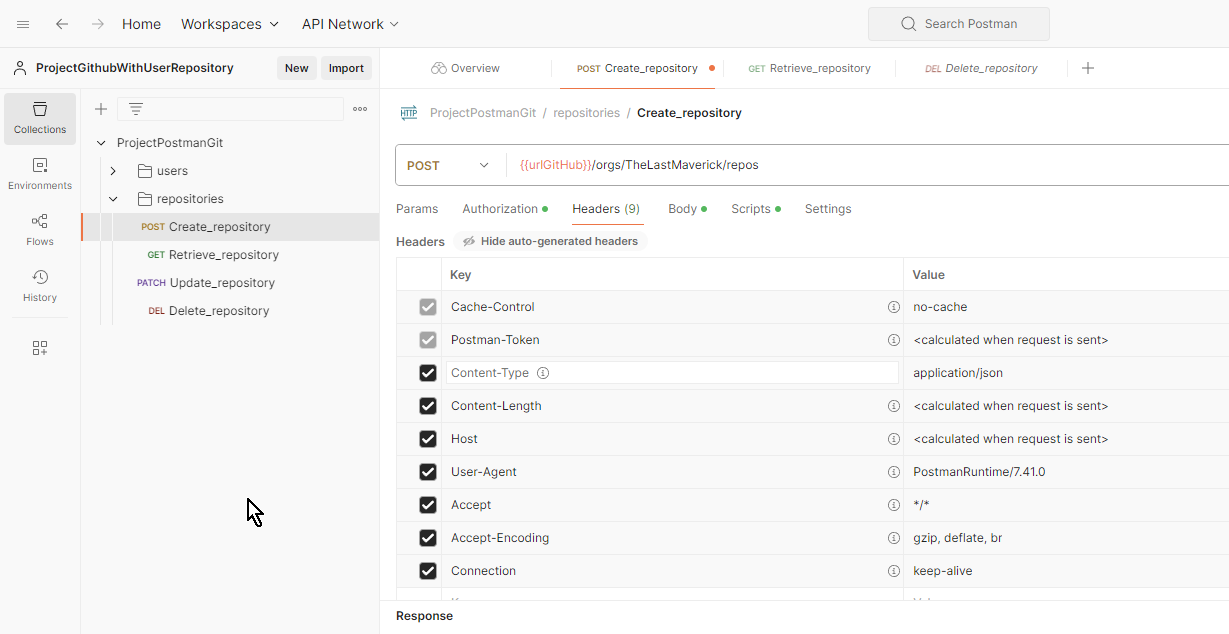 Home Workspaces API Network Search Postman
ProjectGithubWithUserRepository New Import
Overview POST Create_repository GET Retrieve_repository DEL Delete_repository
Collections
Environments
Flows
History
ProjectPostmanGit
users
repositories
POST Create_repository
GET Retrieve_repository
PATCH Update_repository
DEL Delete_repository
HTTP ProjectPostmanGit / repositories / Create_repository
POST {{urlGitHub}}/orgs/TheLastMaverick/repos
Params Authorization Headers (9) Body Scripts Settings
Headers Hide auto-generated headers
Key Value
Cache-Control no-cache
Postman-Token <calculated when request is sent>
Content-Type application/json
Content-Length <calculated when request is sent>
Host <calculated when request is sent>
User-Agent PostmanRuntime/7.41.0
Accept */*
Accept-Encoding gzip, deflate, br
Connection keep-alive
Response